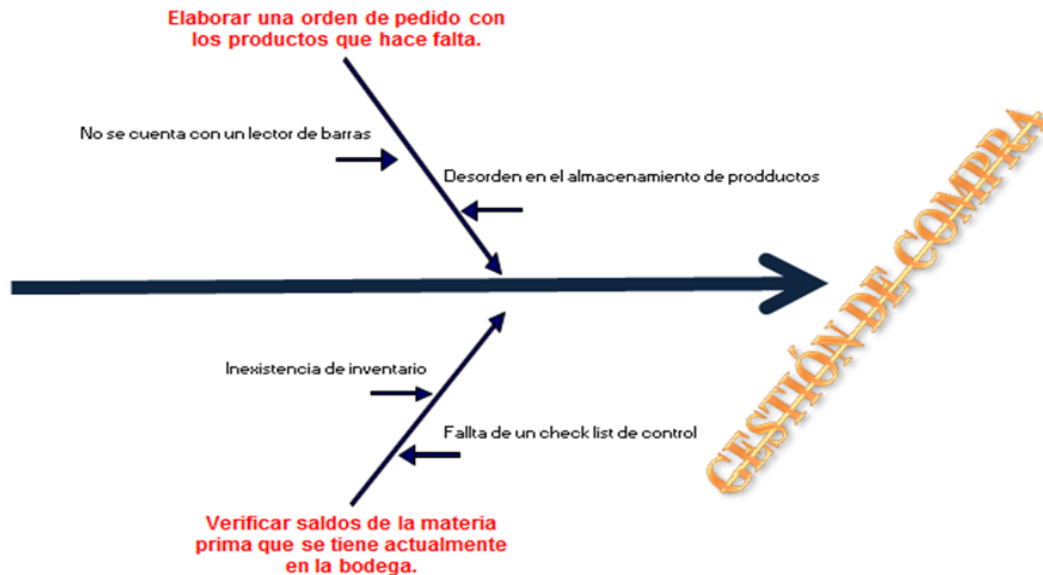 Elaborar una orden de pedido con
los productos que hace falta.
No se cuenta con un lector de barras
Desorden en el almacenamiento de prodductos
GESTIÓN DE COMPRA
Inexistencia de inventario
Fallta de un check list de control
Verificar saldos de la materia
prima que se tiene actualmente
en la bodega.